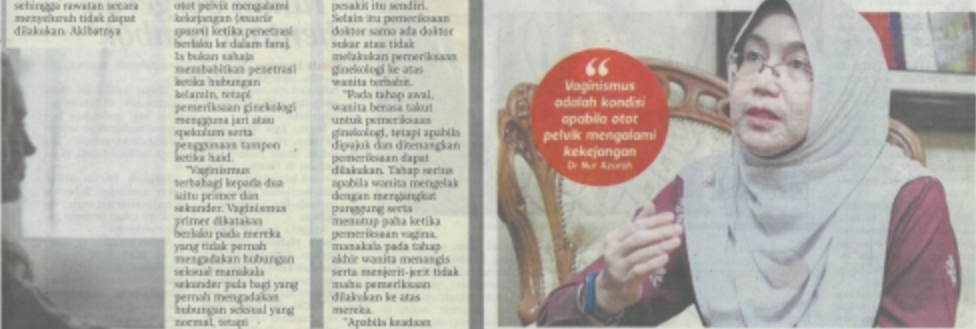 sehingga rawatan secara
menyeluruh tidak dapat
dilakukan. Akibatnya
otot pelvik mengalami
kekejangan (muscle
spasm) ketika penetrasi
berlaku ke dalam faraj.
Ia bukan sahaja
membabitkan penetrasi
ketika hubungan
kelamin, tetapi
pemeriksaan ginekologi
mengguna jari atau
spekulum serta
penggunaan tampon
ketika haid.
"Vaginismus
terbahagi kepada dua
iaitu primer dan
sekunder. Vaginismus
primer dikatakan
berlaku pada mereka
yang tidak pernah
mengadakan hubungan
seksual manakala
sekunder pula bagi yang
pernah mengadakan
hubungan seksual yang
normal, tetapi
pesakit itu sendiri.
Selain itu pemeriksaan
doktor sama ada doktor
sukar atau tidak
melakukan pemeriksaan
ginekologi ke atas
wanita terbabit.
"Pada tahap awal,
wanita berasa takut
untuk pemeriksaan
ginekologi, tetapi apabila
dipujuk dan ditenangkan
pemeriksaan dapat
dilakukan. Tahap serius
apabila wanita mengelak
dengan mengangkat
punggung serta
menutup paha ketika
pemeriksaan vagina,
manakala pada tahap
akhir wanita menangis
serta menjerit-jerit tidak
mahu pemeriksaan
dilakukan ke atas
mereka.
"Apabila keadaan
“
Vaginismus
adalah kondisi
apabila otot
pelvik mengalami
kekejangan
Dr Nur Azurah